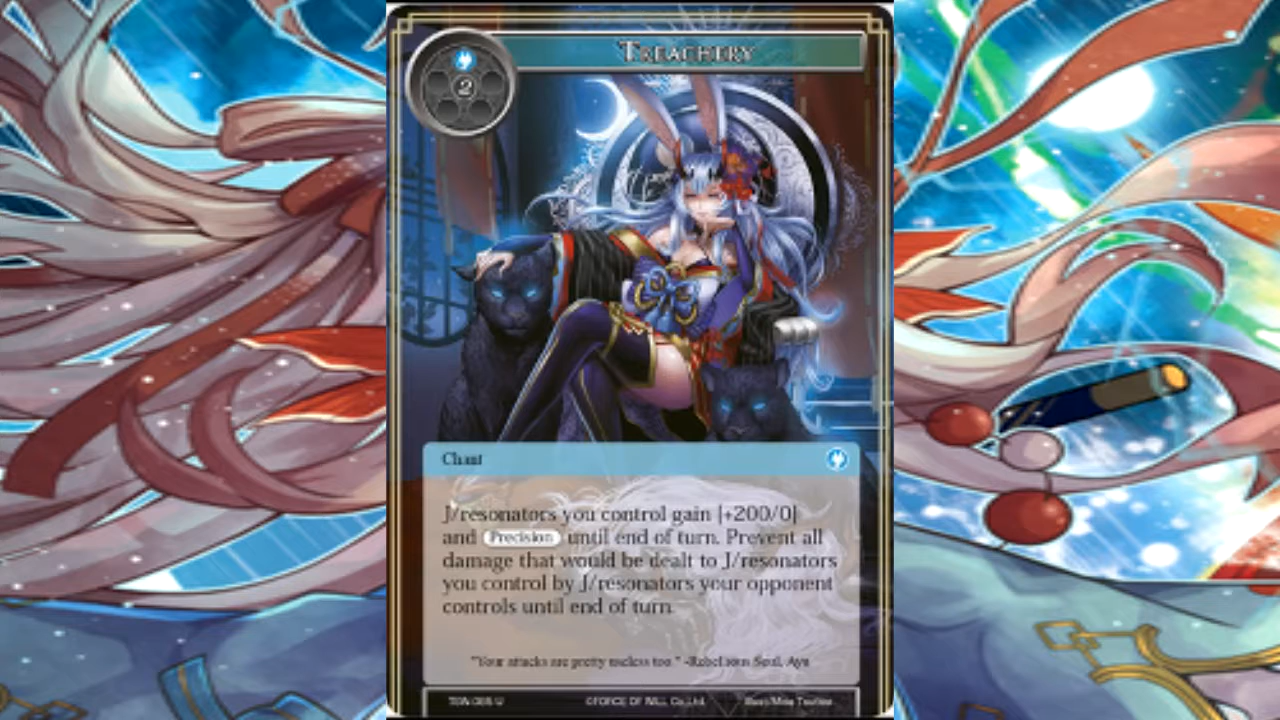 Treachery
2
Chant
J/resonators you control gain [+200/0]
and Precision until end of turn. Prevent all
damage that would be dealt to J/resonators
you control by J/resonators your opponent
controls until end of turn.
"Your attacks are pretty useless too." -Rebellious Soul, Ayu
©FORCE OF WILL Co.,Ltd.